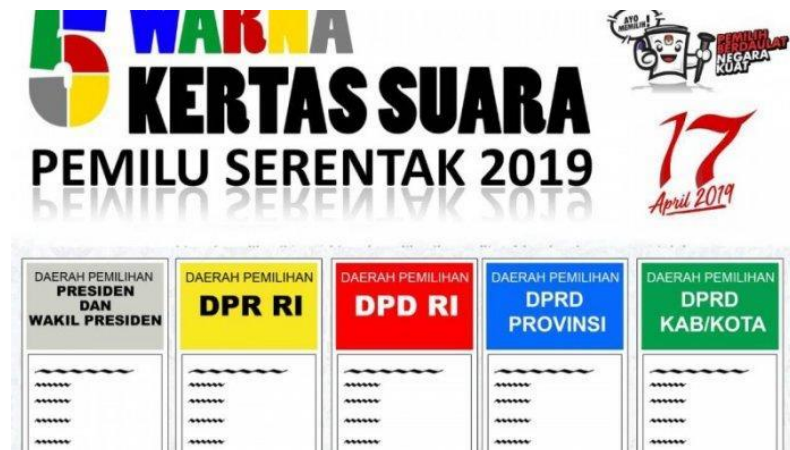 5 WARNA
KERTAS SUARA
PEMILU SERENTAK 2019
AYO
MEMILIH!
PEMILIH
BERDAULAT
NEGARA
KUAT
17
April 2019
DAERAH PEMILIHAN
PRESIDEN
DAN
WAKIL PRESIDEN
DAERAH PEMILIHAN
DPR RI
DAERAH PEMILIHAN
DPD RI
DAERAH PEMILIHAN
DPRD
PROVINSI
DAERAH PEMILIHAN
DPRD
KAB/KOTA